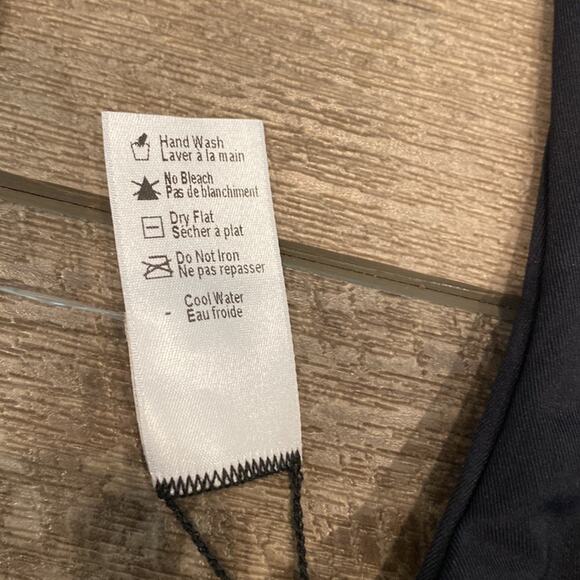 Hand Wash
Laver à la main
No Bleach
Pas de blanchiment
Dry Flat
Sécher à plat
Do Not Iron
Ne pas repasser
- Cool Water
Eau froide